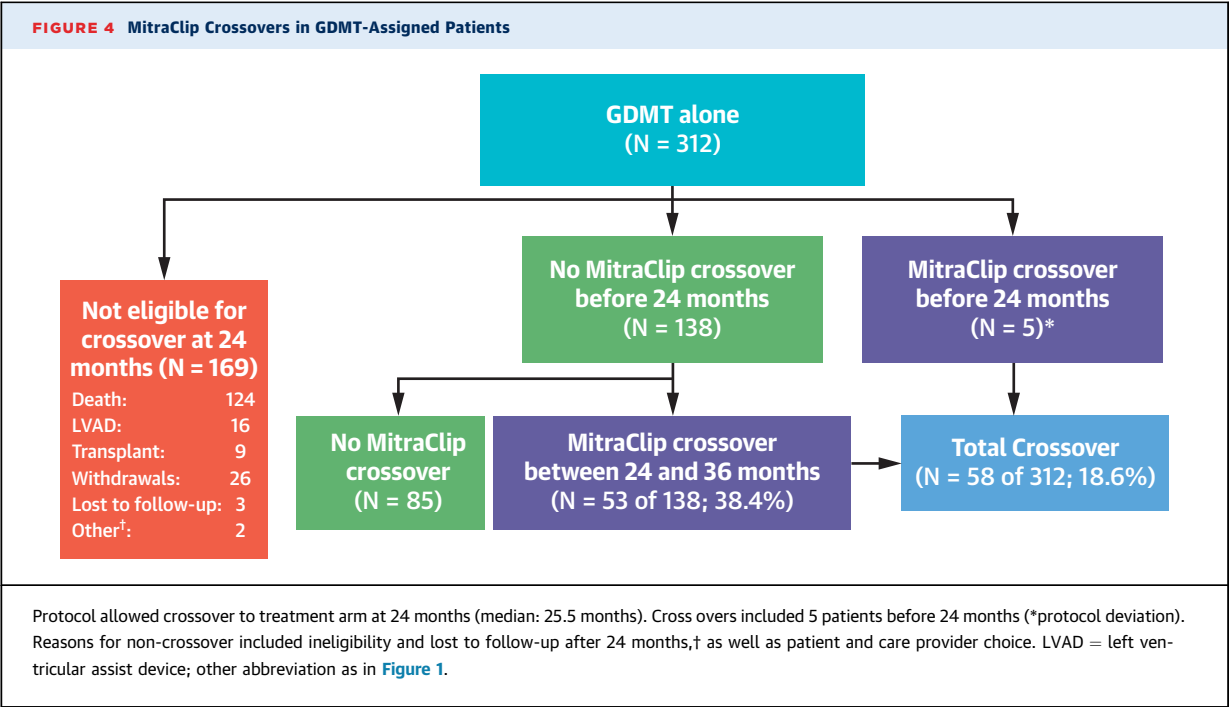 FIGURE 4 MitraClip Crossovers in GDMT-Assigned Patients
GDMT alone
(N = 312)
Not eligible for
crossover at 24
months (N = 169)
Death: 124
LVAD: 16
Transplant: 9
Withdrawals: 26
Lost to follow-up: 3
Other†: 2
No MitraClip crossover
before 24 months
(N = 138)
MitraClip crossover
before 24 months
(N = 5)*
No MitraClip
crossover
(N = 85)
MitraClip crossover
between 24 and 36 months
(N = 53 of 138; 38.4%)
Total Crossover
(N = 58 of 312; 18.6%)
Protocol allowed crossover to treatment arm at 24 months (median: 25.5 months). Cross overs included 5 patients before 24 months (*protocol deviation).
Reasons for non-crossover included ineligibility and lost to follow-up after 24 months,† as well as patient and care provider choice. LVAD = left ven-
tricular assist device; other abbreviation as in Figure 1.